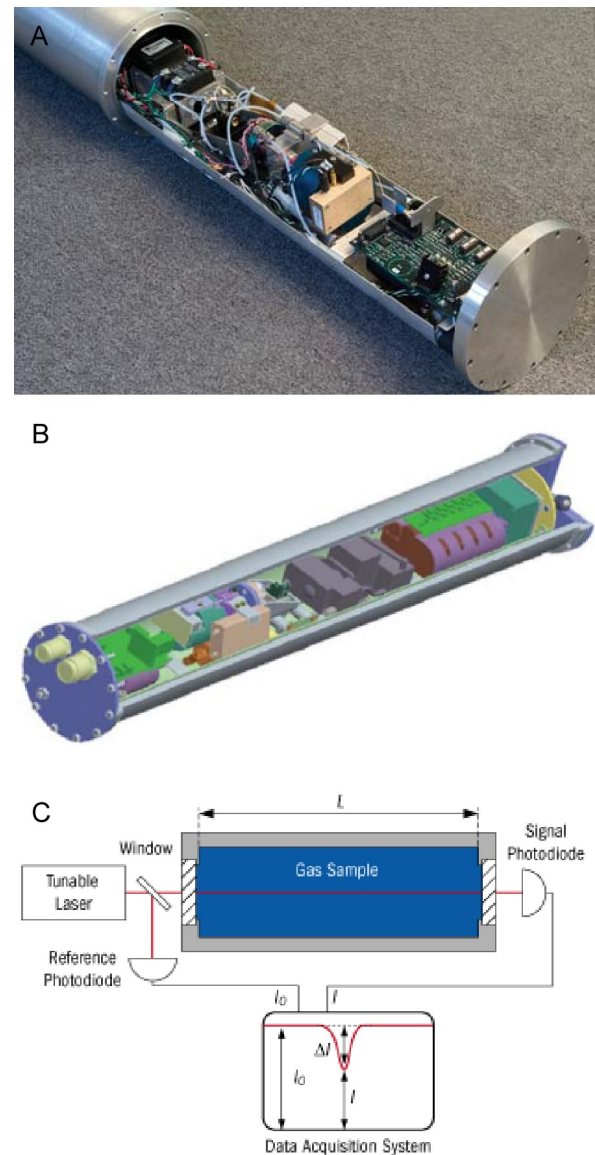 A
B
C
L
Window
Signal
Photodiode
Tunable
Laser
Gas Sample
Reference
Photodiode
I₀
I
ΔI
I₀
I
Data Acquisition System